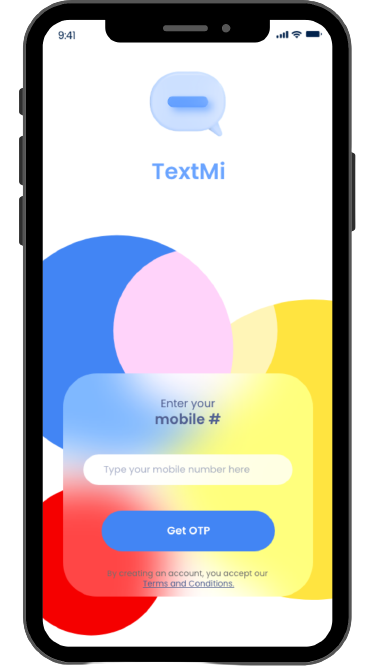 9:41
TextMi
Enter your
mobile #
Type your mobile number here
Get OTP
By creating an account, you accept our
Terms and Conditions.